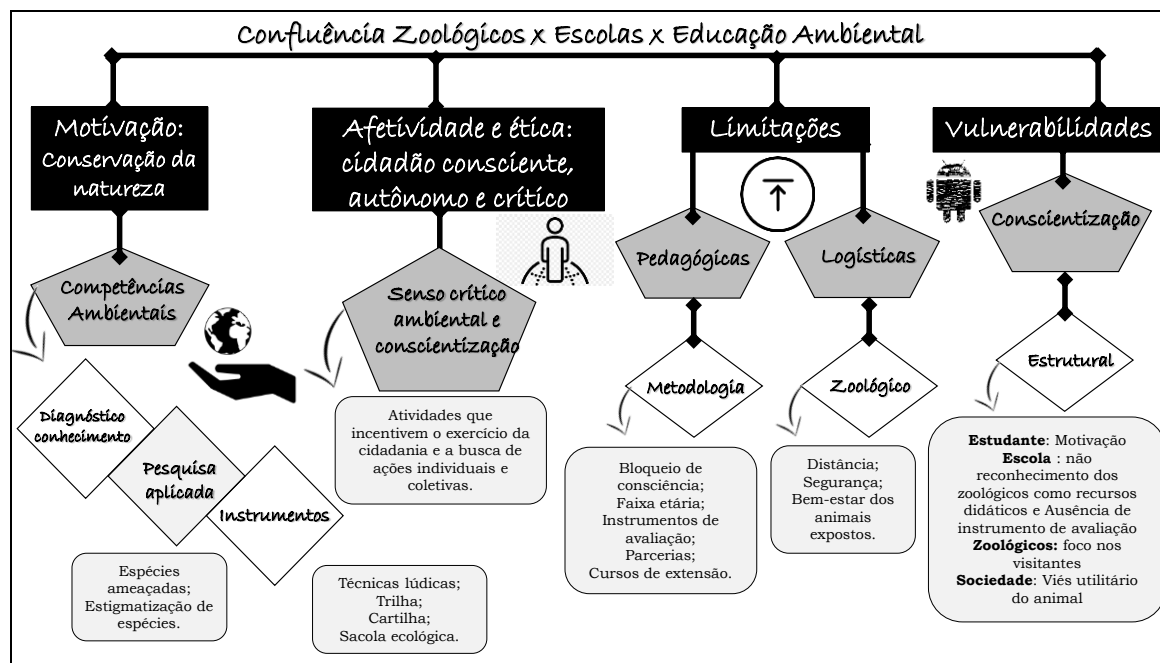 Confluência Zoológicos x Escolas x Educação Ambiental
Motivação:
Conservação da
natureza
Competências
Ambientais
Diagnóstico
conhecimento
Pesquisa
aplicada
Instrumentos
Espécies
ameaçadas;
Estigmatização de
espécies.
Técnicas lúdicas;
Trilha;
Cartilha;
Sacola ecológica.
Afetividade e ética:
cidadão consciente,
autônomo e crítico
Senso crítico
ambiental e
conscientização
Atividades que
incentivem o exercício da
cidadania e a busca de
ações individuais e
coletivas.
Limitações
Pedagógicas
Metodologia
Bloqueio de
consciência;
Faixa etária;
Instrumentos de
avaliação;
Parcerias;
Cursos de extensão.
Logísticas
Zoológico
Distância;
Segurança;
Bem-estar dos
animais
expostos.
Vulnerabilidades
Conscientização
Estrutural
Estudante: Motivação
Escola : não
reconhecimento dos
zoológicos como recursos
didáticos e Ausência de
instrumento de avaliação
Zoológicos: foco nos
visitantes
Sociedade: Viés utilitário
do animal